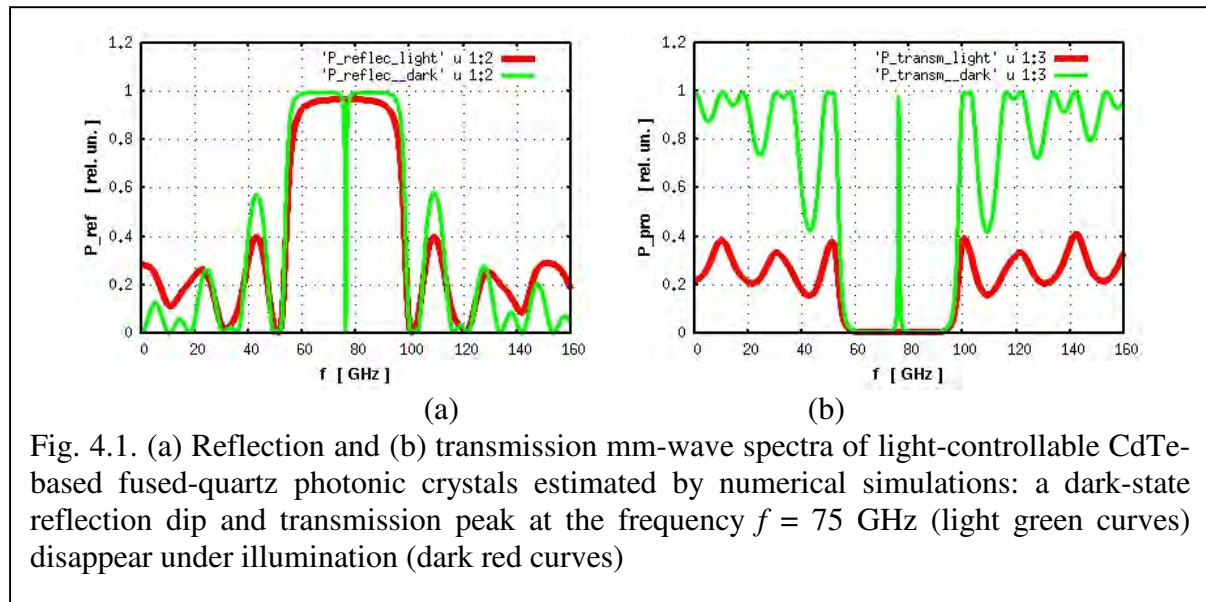 1.2
1
0.8
0.6
0.4
0.2
0
P_ref [rel. un.]
'P_reflec_light' u 1:2
'P_reflec__dark' u 1:2
0 20 40 60 80 100 120 140 160
f [ GHz ]
(a)
1.2
1
0.8
0.6
0.4
0.2
0
P_pro [ rel. un.]
'P_transm_light' u 1:3
'P_transm__dark' u 1:3
0 20 40 60 80 100 120 140 160
f [ GHz ]
(b)
Fig. 4.1. (a) Reflection and (b) transmission mm-wave spectra of light-controllable CdTe-
based fused-quartz photonic crystals estimated by numerical simulations: a dark-state
reflection dip and transmission peak at the frequency f = 75 GHz (light green curves)
disappear under illumination (dark red curves)